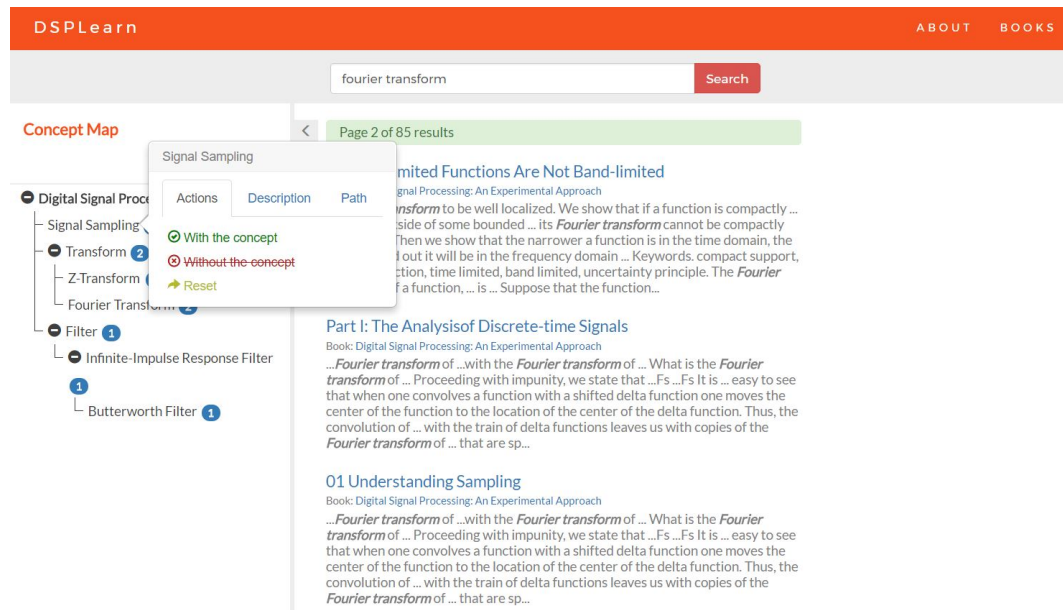 DSPLearn
ABOUT BOOKS
fourier transform
Search
Concept Map
<
Page 2 of 85 results
Signal Sampling
Actions Description Path
With the concept
Without the concept
Reset
Digital Signal Proce
Signal Sampling
Transform 2
Z-Transform
Fourier Transform 2
Filter 1
Infinite-Impulse Response Filter
1
Butterworth Filter 1
mited Functions Are Not Band-limited
gnal Processing: An Experimental Approach
nsform to be well localized. We show that if a function is compactly ...
side of some bounded ... its Fourier transform cannot be compactly
Then we show that the narrower a function is in the time domain, the
d out it will be in the frequency domain ... Keywords. compact support,
ction, time limited, band limited, uncertainty principle. The Fourier
f a function, ... is ... Suppose that the function...
Part I: The Analysisof Discrete-time Signals
Book: Digital Signal Processing: An Experimental Approach
...Fourier transform of ...with the Fourier transform of ... What is the Fourier
transform of ... Proceeding with impunity, we state that ...Fs ...Fs It is ... easy to see
that when one convolves a function with a shifted delta function one moves the
center of the function to the location of the center of the delta function. Thus, the
convolution of ... with the train of delta functions leaves us with copies of the
Fourier transform of ... that are sp...
01 Understanding Sampling
Book: Digital Signal Processing: An Experimental Approach
...Fourier transform of ...with the Fourier transform of ... What is the Fourier
transform of ... Proceeding with impunity, we state that ...Fs ...Fs It is ... easy to see
that when one convolves a function with a shifted delta function one moves the
center of the function to the location of the center of the delta function. Thus, the
convolution of ... with the train of delta functions leaves us with copies of the
Fourier transform of ... that are sp...